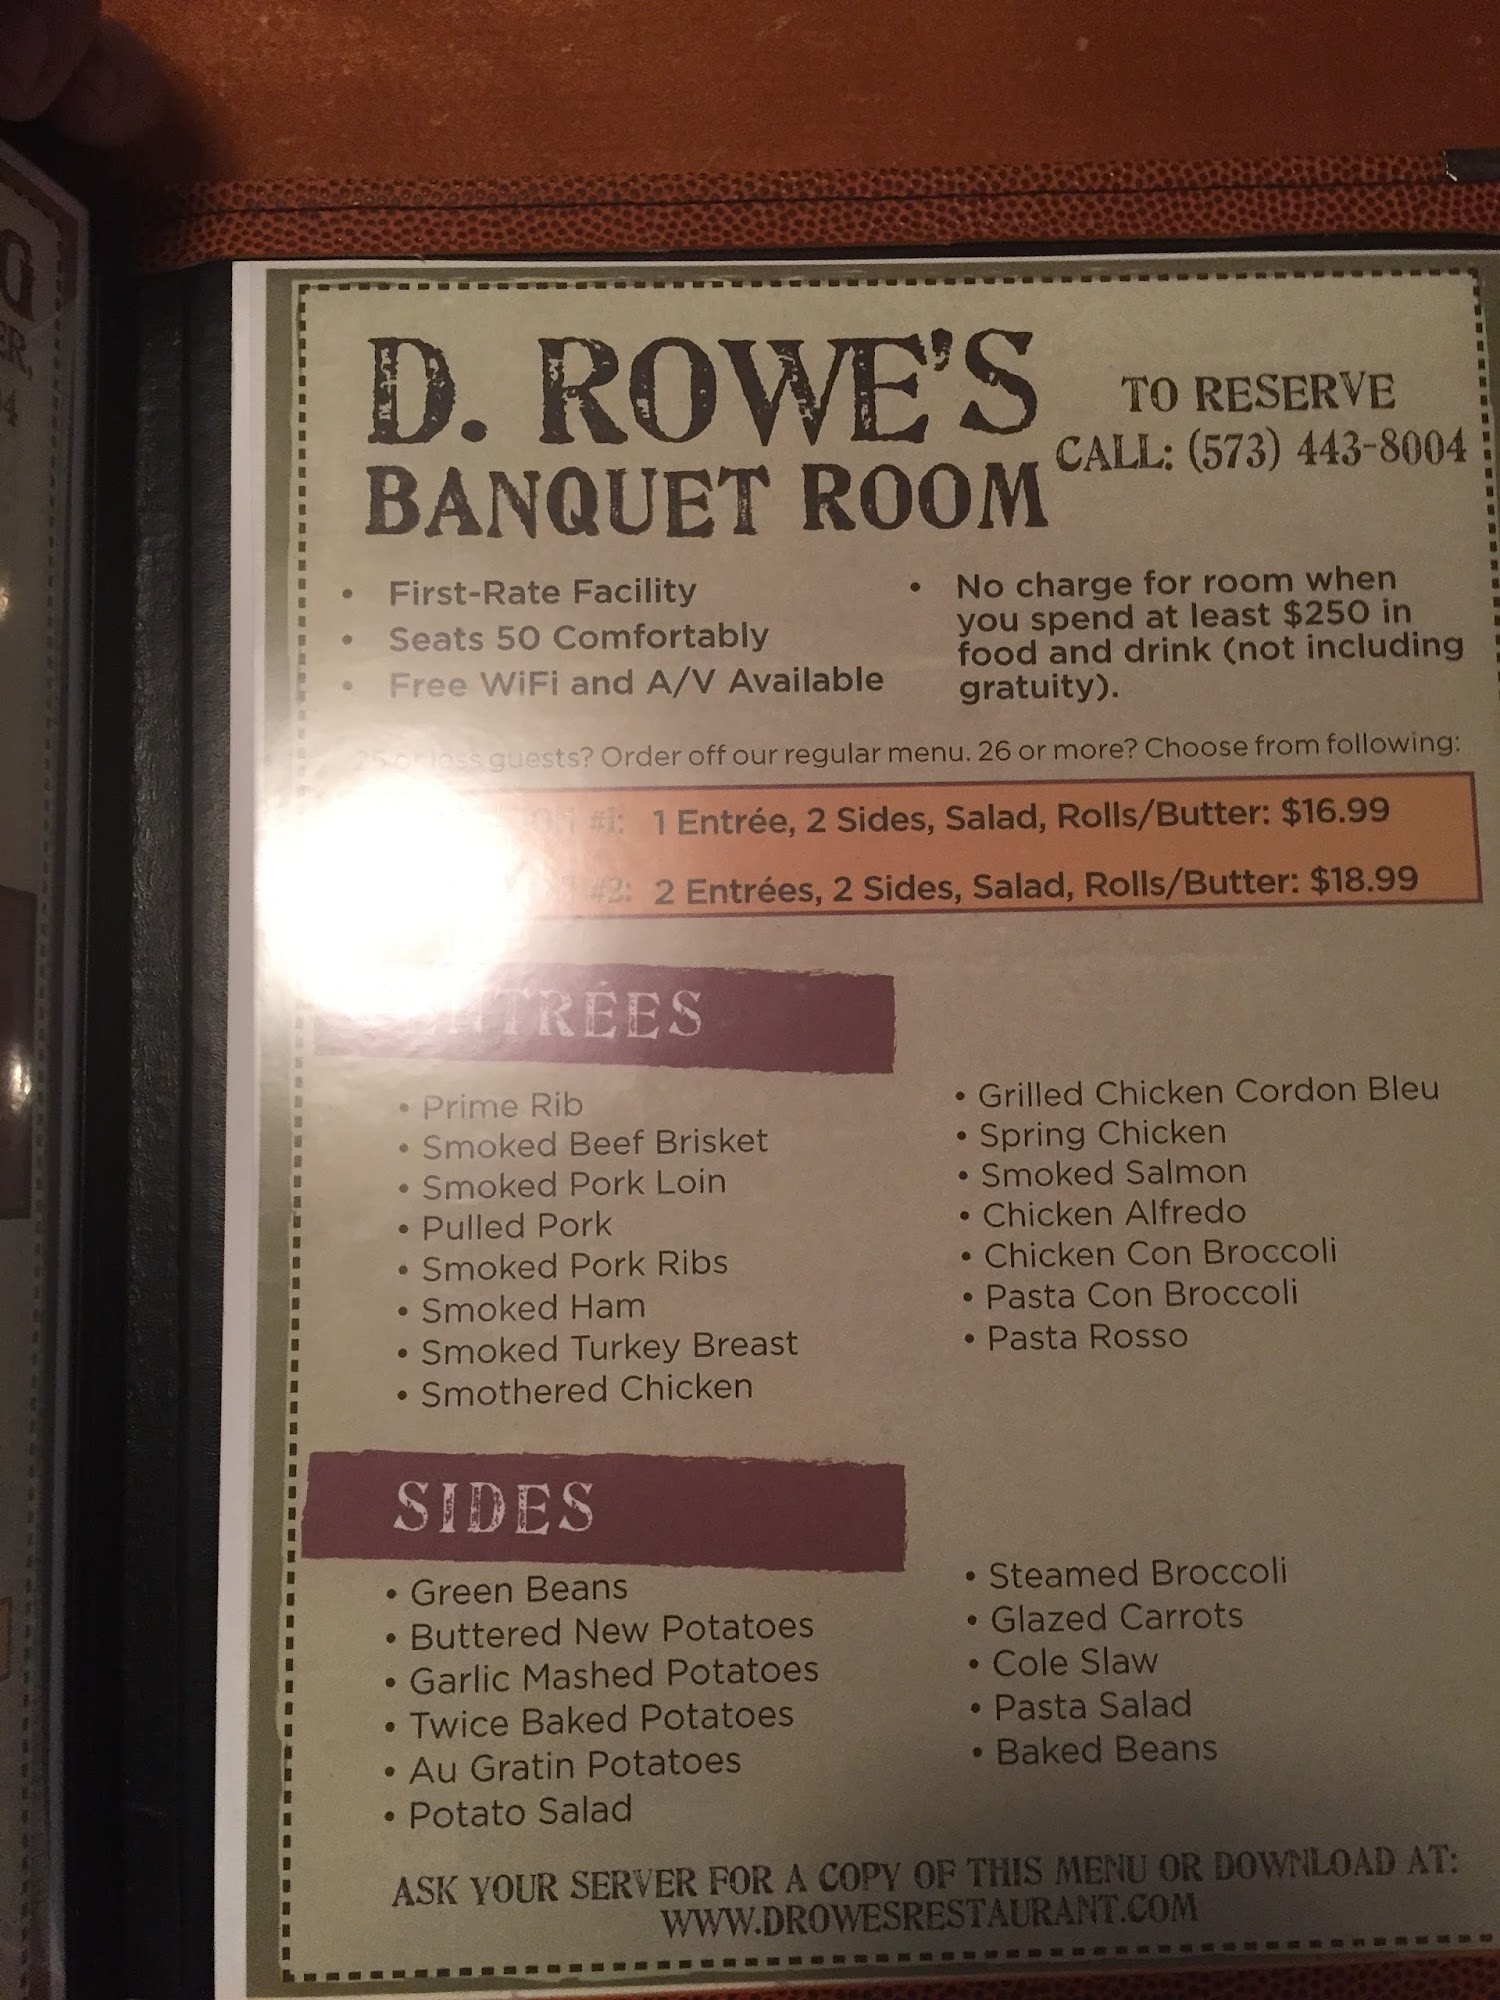 D. ROWE'S
BANQUET ROOM
TO RESERVE
CALL: (573) 443-8004
• First-Rate Facility
• Seats 50 Comfortably
• Free WiFi and A/V Available
• No charge for room when
you spend at least $250 in
food and drink (not including
gratuity).
25 or less guests? Order off our regular menu. 26 or more? Choose from following:
#1: 1 Entrée, 2 Sides, Salad, Rolls/Butter: $16.99
#2: 2 Entrées, 2 Sides, Salad, Rolls/Butter: $18.99
ENTRÉES
• Prime Rib
• Smoked Beef Brisket
• Smoked Pork Loin
• Pulled Pork
• Smoked Pork Ribs
• Smoked Ham
• Smoked Turkey Breast
• Smothered Chicken
• Grilled Chicken Cordon Bleu
• Spring Chicken
• Smoked Salmon
• Chicken Alfredo
• Chicken Con Broccoli
• Pasta Con Broccoli
• Pasta Rosso
SIDES
• Green Beans
• Buttered New Potatoes
• Garlic Mashed Potatoes
• Twice Baked Potatoes
• Au Gratin Potatoes
• Potato Salad
• Steamed Broccoli
• Glazed Carrots
• Cole Slaw
• Pasta Salad
• Baked Beans
ASK YOUR SERVER FOR A COPY OF THIS MENU OR DOWNLOAD AT:
WWW.DROWESRESTAURANT.COM